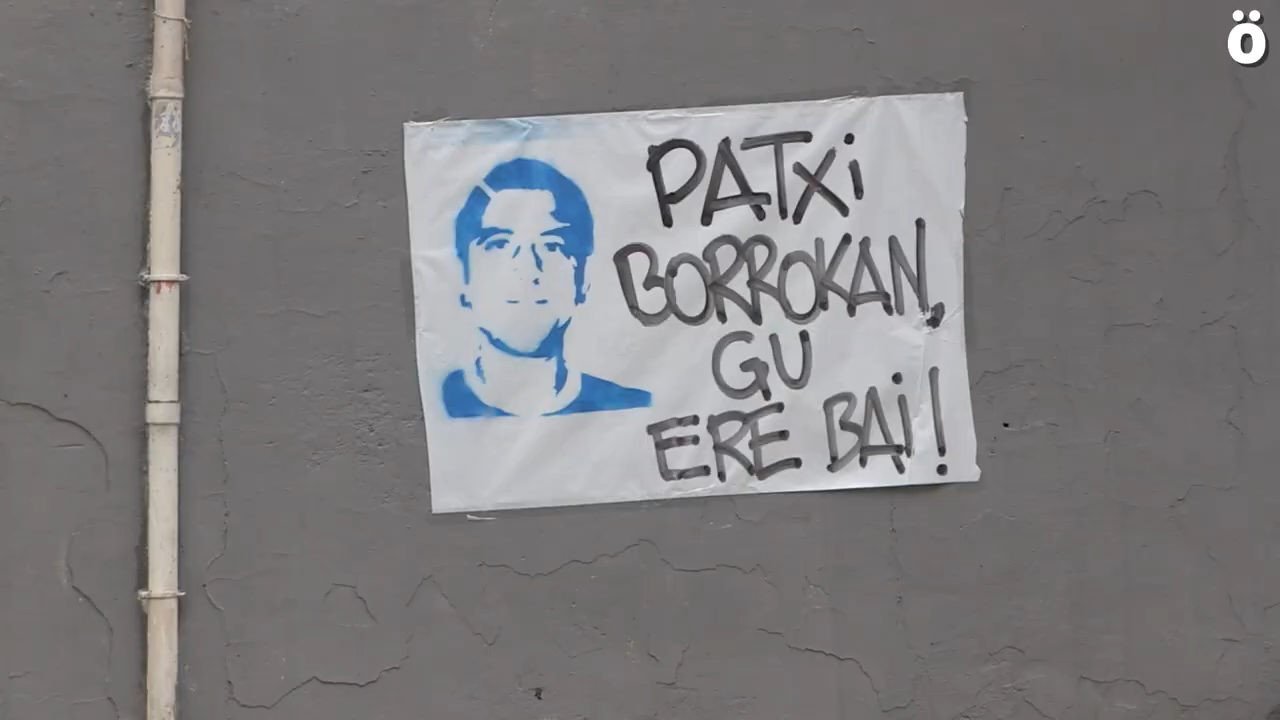 ö
PATXi
BORROKAN,
GU
ERE BAi!